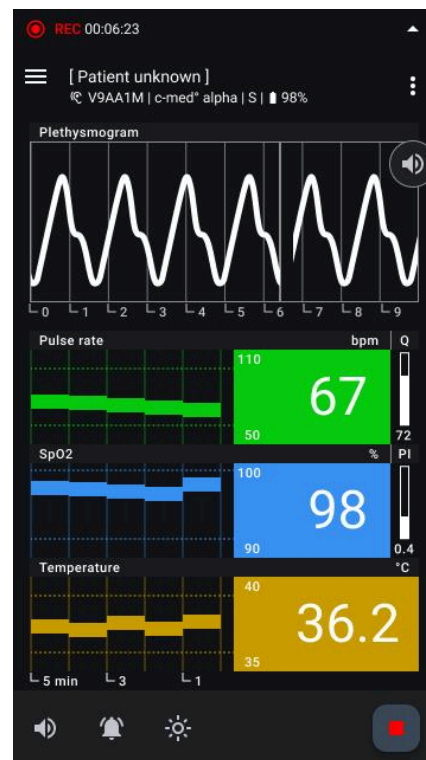 REC 00:06:23
[ Patient unknown ]
V9AA1M | c-med° alpha | S | 98%
Plethysmogram
0 1 2 3 4 5 6 7 8 9
Pulse rate bpm Q
110
67
50 72
SpO2 % PI
100
98
90 0.4
Temperature °C
40
36.2
35
5 min 3 1